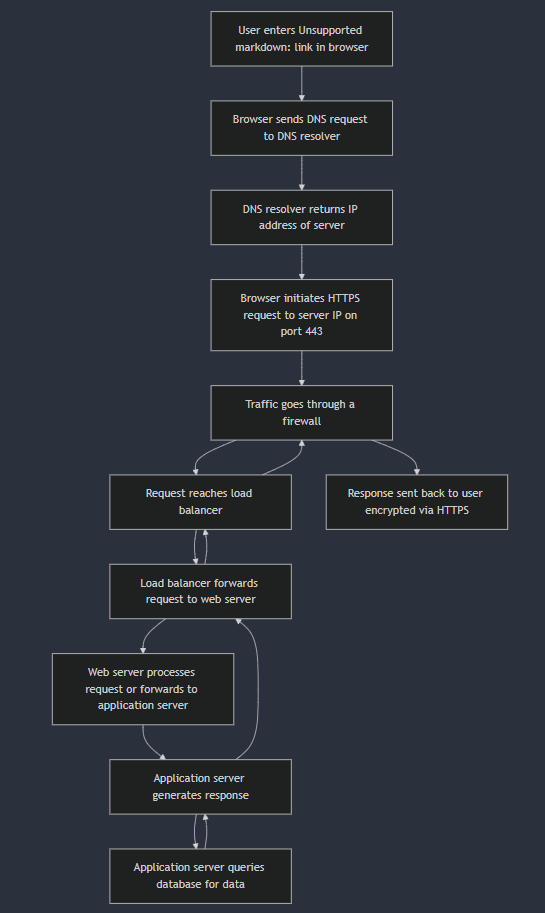 User enters Unsupported
markdown: link in browser
Browser sends DNS request
to DNS resolver
DNS resolver returns IP
address of server
Browser initiates HTTPS
request to server IP on
port 443
Traffic goes through a
firewall
Request reaches load
balancer
Response sent back to user
encrypted via HTTPS
Load balancer forwards
request to web server
Web server processes
request or forwards to
application server
Application server
generates response
Application server queries
database for data